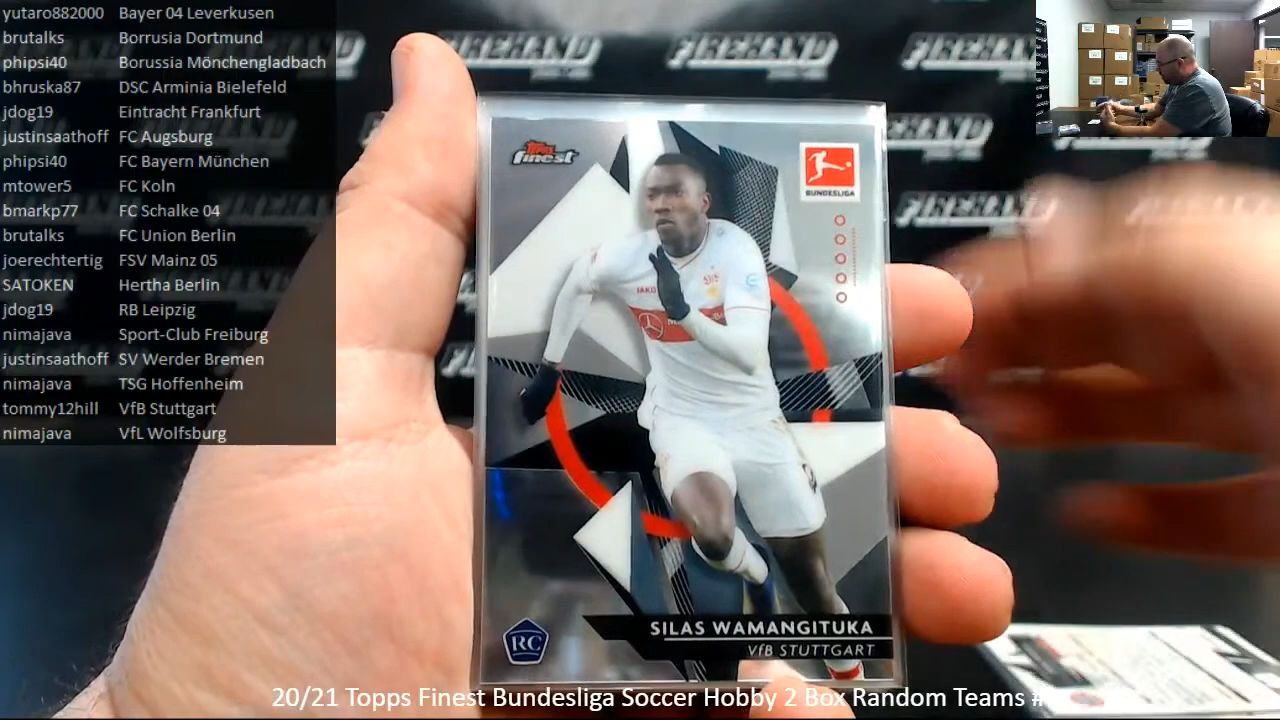 yutaro882000 Bayer 04 Leverkusen
brutalks Borrusia Dortmund
phipsi40 Borussia Mönchengladbach
bhruska87 DSC Arminia Bielefeld
jdog19 Eintracht Frankfurt
justinsaathoff FC Augsburg
phipsi40 FC Bayern München
mtower5 FC Koln
bmarkp77 FC Schalke 04
brutalks FC Union Berlin
joerechtertig FSV Mainz 05
SATOKEN Hertha Berlin
jdog19 RB Leipzig
nimajava Sport-Club Freiburg
justinsaathoff SV Werder Bremen
nimajava TSG Hoffenheim
tommy12hill VfB Stuttgart
nimajava VfL Wolfsburg
FIREHAND FIREHAND FIREHAND
FIREHAND
Topps
finest
BUNDESLIGA
JAKO
RC
SILAS WAMANGITUKA
VfB STUTTGART
20/21 Topps Finest Bundesliga Soccer Hobby 2 Box Random Teams #